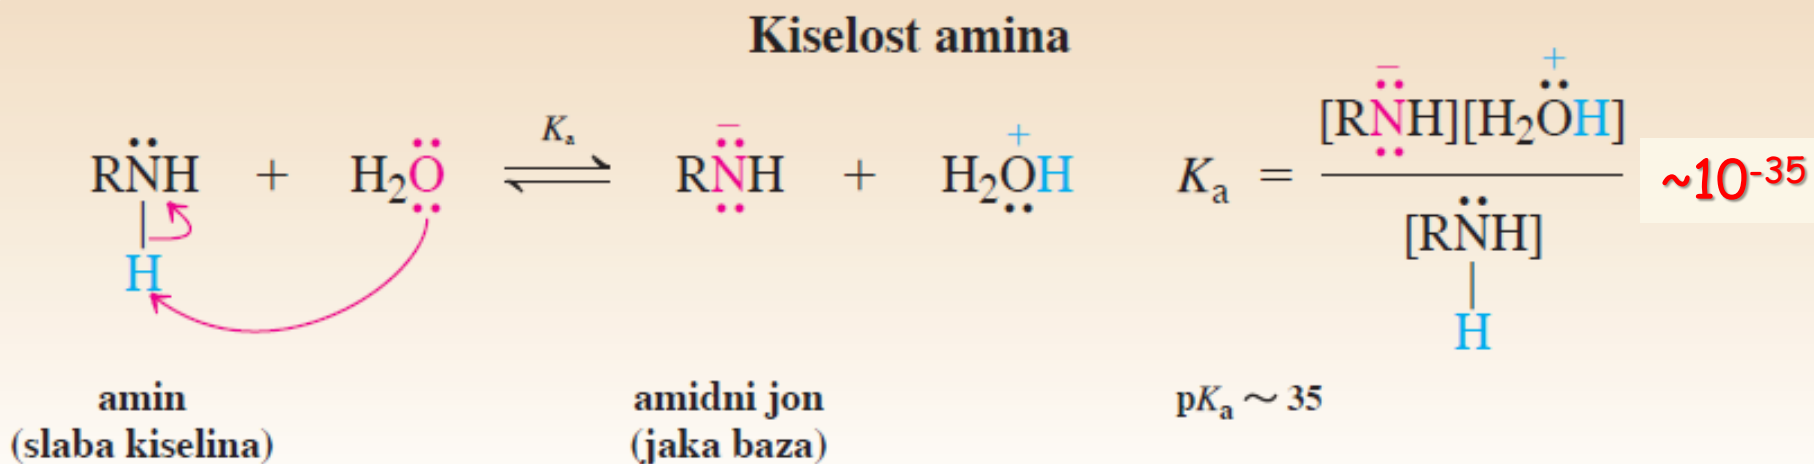 Kiselost amina
RN̈H + H₂O ⇌ RNH⁻ + H₂OH⁺ Kₐ = [RNH⁻][H₂OH⁺] ~10⁻³⁵
Kₐ
| [RNH]
H |
H
amin amidni jon pKₐ ~ 35
(slaba kiselina) (jaka baza)